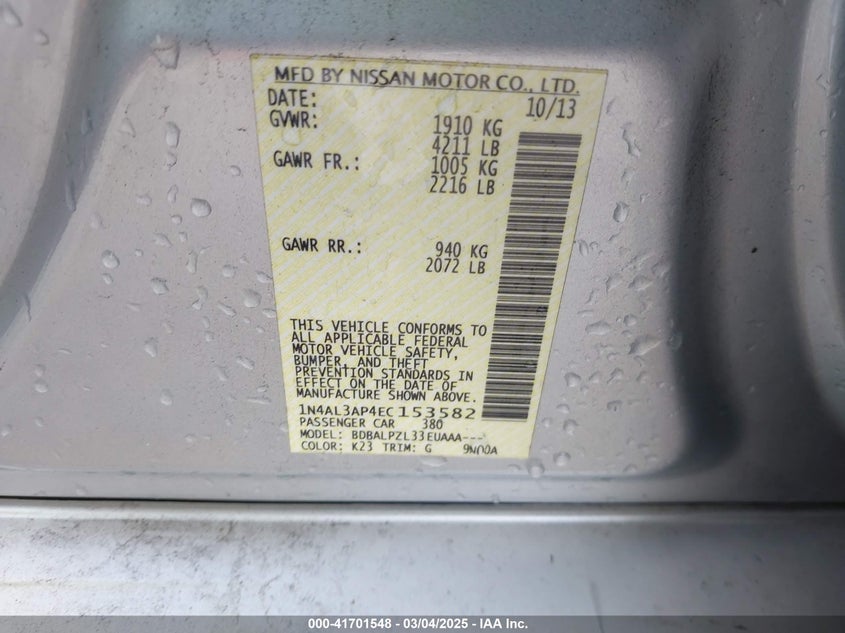 MFD BY NISSAN MOTOR CO., LTD.
DATE: 10/13
GVWR: 1910 KG
4211 LB
GAWR FR.: 1005 KG
2216 LB
GAWR RR.: 940 KG
2072 LB
THIS VEHICLE CONFORMS TO
ALL APPLICABLE FEDERAL
MOTOR VEHICLE SAFETY,
BUMPER, AND THEFT
PREVENTION STANDARDS IN
EFFECT ON THE DATE OF
MANUFACTURE SHOWN ABOVE.
1N4AL3AP4EC153582
PASSENGER CAR 380
MODEL: BDBALPZL33EUAAA---
COLOR: K23 TRIM: G 9N00A
000-41701548 - 03/04/2025 - IAA Inc.